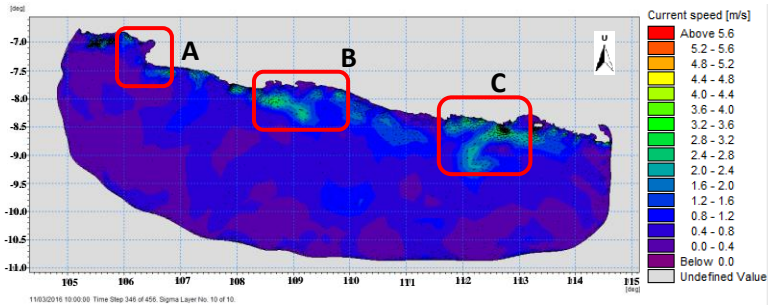 [deg]
Current speed [m/s]
-7.0
-7.5
-8.0
-8.5
-9.0
-9.5
-10.0
-10.5
-11.0
A
B
C
U
Above 5.6
5.2 - 5.6
4.8 - 5.2
4.4 - 4.8
4.0 - 4.4
3.6 - 4.0
3.2 - 3.6
2.8 - 3.2
2.4 - 2.8
2.0 - 2.4
1.6 - 2.0
1.2 - 1.6
0.8 - 1.2
0.4 - 0.8
0.0 - 0.4
Below 0.0
Undefined Value
105 106 107 108 109 110 111 112 113 114 115
[deg]
11/03/2016 10:00:00 Time Step 346 of 456. Sigma Layer No. 10 of 10.